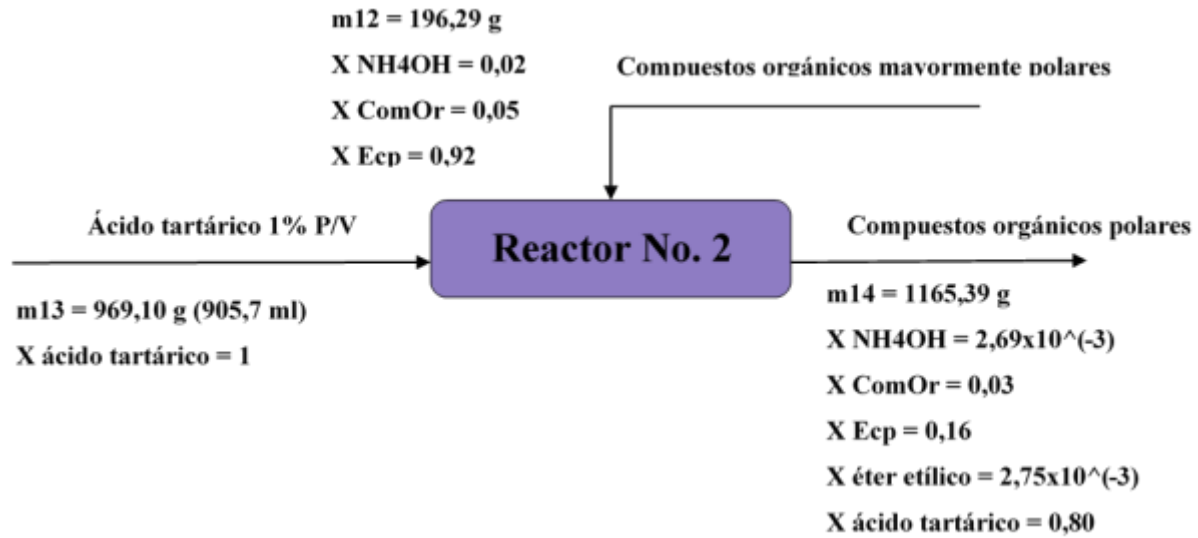 m12 = 196,29 g
X NH4OH = 0,02
X ComOr = 0,05
X Ecp = 0,92
Compuestos orgánicos mayormente polares
Ácido tartárico 1% P/V
Reactor No. 2
Compuestos orgánicos polares
m13 = 969,10 g (905,7 ml)
X ácido tartárico = 1
m14 = 1165,39 g
X NH4OH = 2,69x10^(-3)
X ComOr = 0,03
X Ecp = 0,16
X éter etílico = 2,75x10^(-3)
X ácido tartárico = 0,80